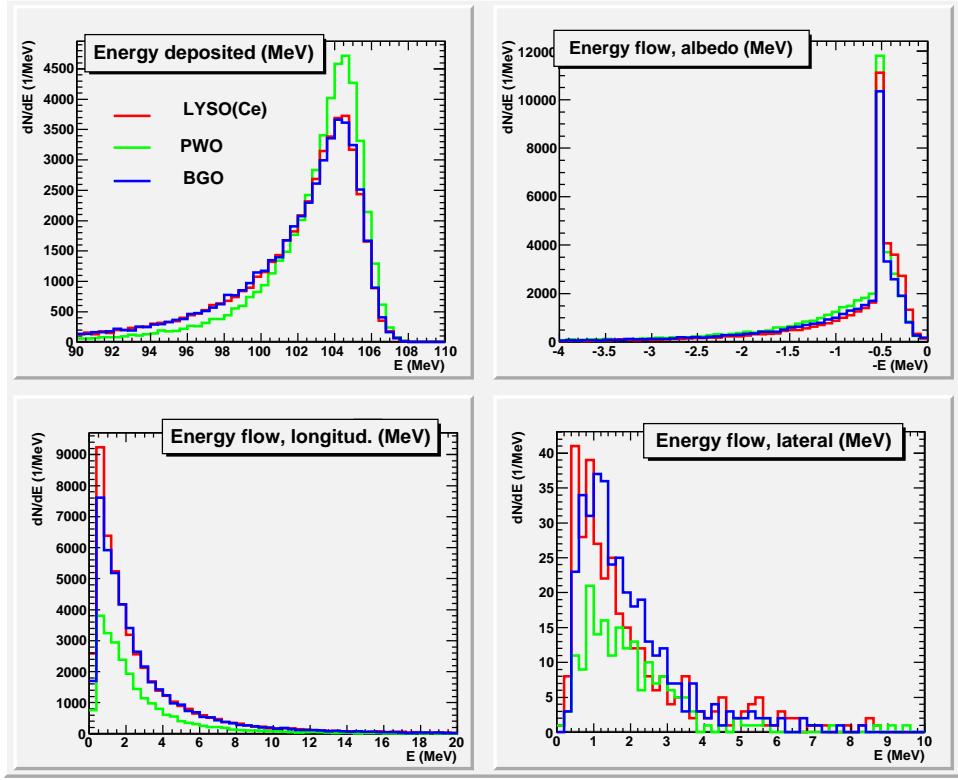 Energy deposited (MeV)
dN/dE (1/MeV)
4500
4000
3500
3000
2500
2000
1500
1000
500
0
LYSO(Ce)
PWO
BGO
90 92 94 96 98 100 102 104 106 108 110
E (MeV)
Energy flow, albedo (MeV)
dN/dE (1/MeV)
12000
10000
8000
6000
4000
2000
0
-4 -3.5 -3 -2.5 -2 -1.5 -1 -0.5 0
-E (MeV)
Energy flow, longitud. (MeV)
dN/dE (1/MeV)
9000
8000
7000
6000
5000
4000
3000
2000
1000
0
0 2 4 6 8 10 12 14 16 18 20
E (MeV)
Energy flow, lateral (MeV)
dN/dE (1/MeV)
40
35
30
25
20
15
10
5
0
0 1 2 3 4 5 6 7 8 9 10
E (MeV)